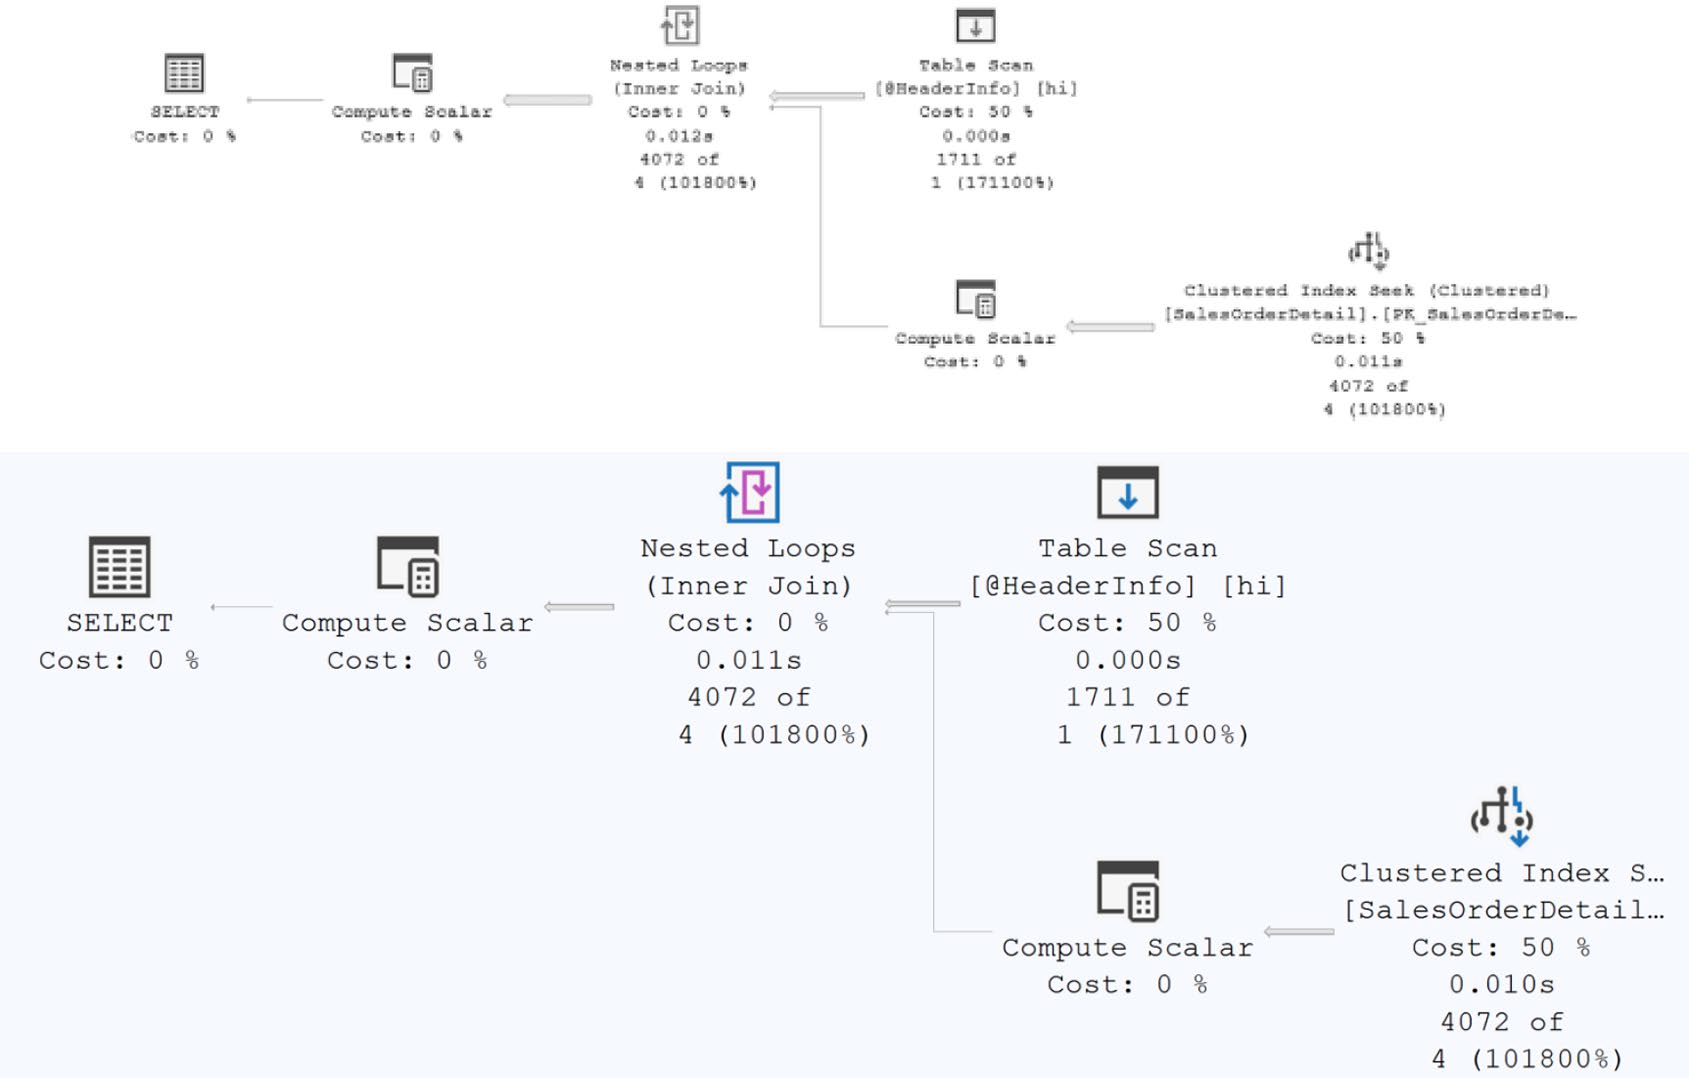 SELECT
Cost: 0 %
Compute Scalar
Cost: 0 %
Nested Loops
(Inner Join)
Cost: 0 %
0.012s
4072 of
4 (101800%)
Table Scan
[@HeaderInfo] [hi]
Cost: 50 %
0.000s
1711 of
1 (171100%)
Compute Scalar
Cost: 0 %
Clustered Index Seek (Clustered)
[SalesOrderDetail].[PK_SalesOrderDe…
Cost: 50 %
0.011s
4072 of
4 (101800%)
SELECT
Cost: 0 %
Compute Scalar
Cost: 0 %
Nested Loops
(Inner Join)
Cost: 0 %
0.011s
4072 of
4 (101800%)
Table Scan
[@HeaderInfo] [hi]
Cost: 50 %
0.000s
1711 of
1 (171100%)
Compute Scalar
Cost: 0 %
Clustered Index S…
[SalesOrderDetail…
Cost: 50 %
0.010s
4072 of
4 (101800%)